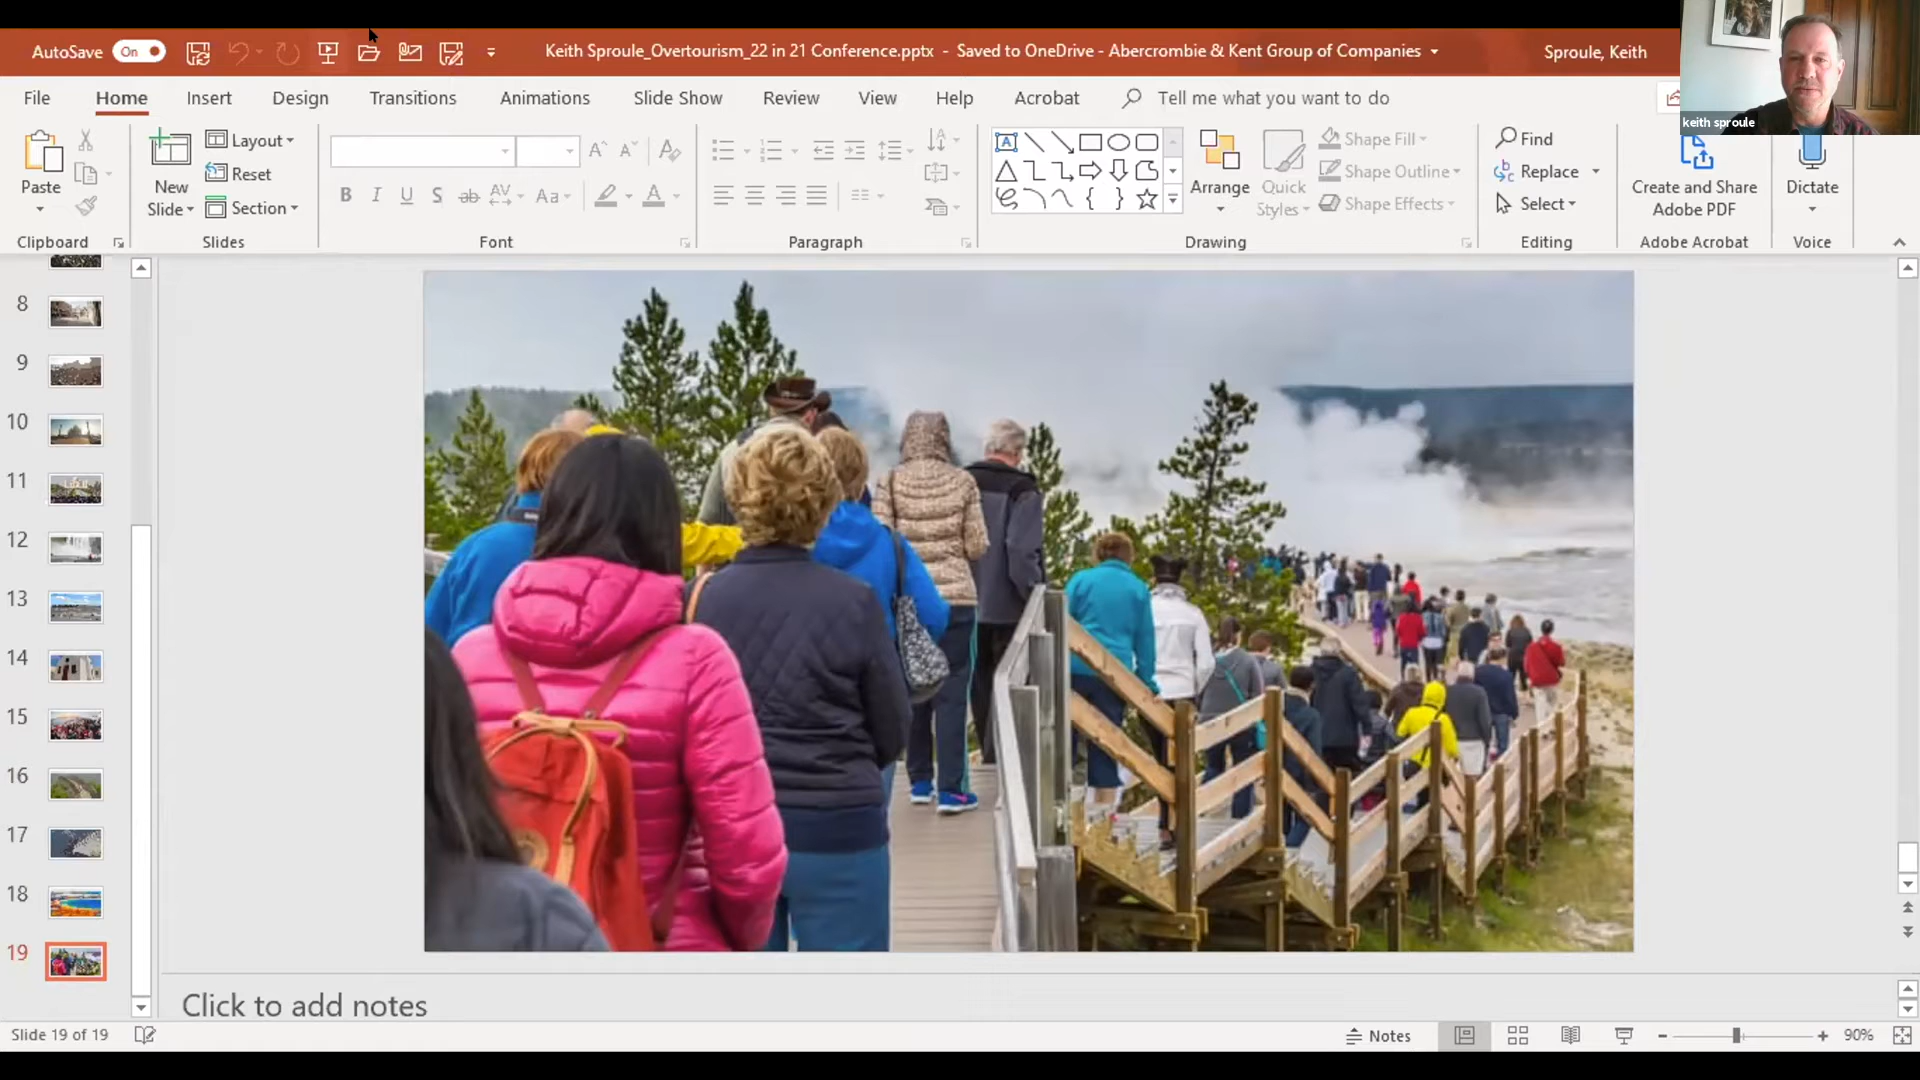 AutoSave On Keith Sproule_Overtourism_22 in 21 Conference.pptx - Saved to OneDrive - Abercrombie & Kent Group of Companies Sproule, Keith
keith sproule
File Home Insert Design Transitions Animations Slide Show Review View Help Acrobat Tell me what you want to do
Paste
New Slide
Layout
Reset
Section
B I U S ab AV Aa A
Arrange
Quick Styles
Shape Fill
Shape Outline
Shape Effects
Find
Replace
Select
Create and Share Adobe PDF
Dictate
Clipboard Slides Font Paragraph Drawing Editing Adobe Acrobat Voice
8
9
10
11
12
13
14
15
16
17
18
19
Click to add notes
Slide 19 of 19 Notes 90%